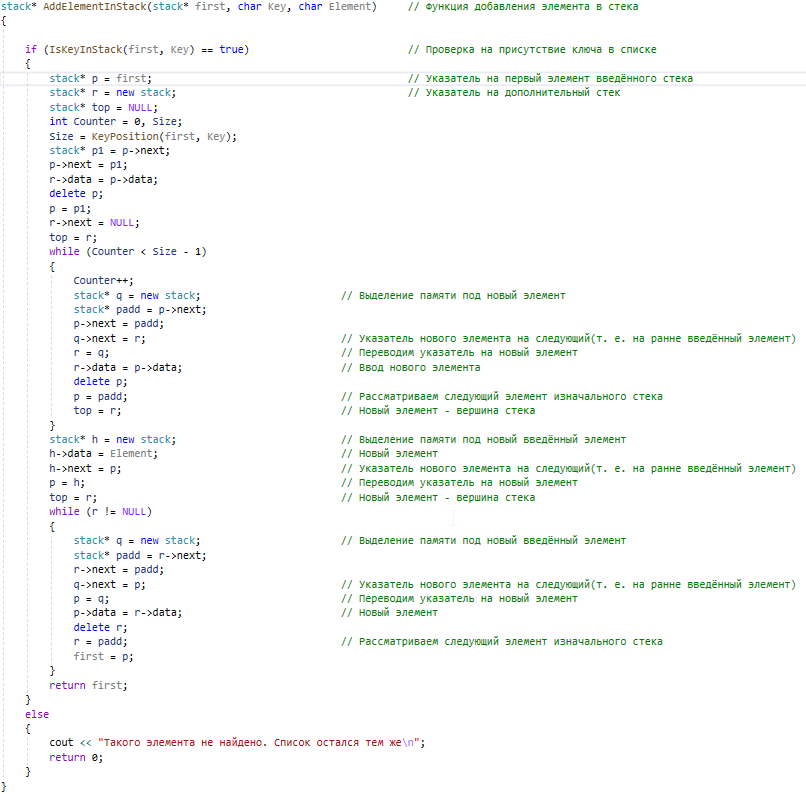 stack* AddElementInStack(stack* first, char Key, char Element) // Функция добавления элемента в стека
{
if (IsKeyInStack(first, Key) == true) // Проверка на присутствие ключа в списке
{
stack* p = first; // Указатель на первый элемент введённого стека
stack* r = new stack; // Указатель на дополнительный стек
stack* top = NULL;
int Counter = 0, Size;
Size = KeyPosition(first, Key);
stack* p1 = p->next;
p->next = p1;
r->data = p->data;
delete p;
p = p1;
r->next = NULL;
top = r;
while (Counter < Size - 1)
{
Counter++;
stack* q = new stack; // Выделение памяти под новый элемент
stack* padd = p->next;
p->next = padd;
q->next = r; // Указатель нового элемента на следующий(т. е. на ранне введённый элемент)
r = q; // Переводим указатель на новый элемент
r->data = p->data; // Ввод нового элемента
delete p;
p = padd; // Рассматриваем следующий элемент изначального стека
top = r; // Новый элемент - вершина стека
}
stack* h = new stack; // Выделение памяти под новый введённый элемент
h->data = Element; // Новый элемент
h->next = p; // Указатель нового элемента на следующий(т. е. на ранне введённый элемент)
p = h; // Переводим указатель на новый элемент
top = r; // Новый элемент - вершина стека
while (r != NULL)
{
stack* q = new stack; // Выделение памяти под новый введённый элемент
stack* padd = r->next;
r->next = padd;
q->next = p; // Указатель нового элемента на следующий(т. е. на ранне введённый элемент)
p = q; // Переводим указатель на новый элемент
p->data = r->data; // Новый элемент
delete r;
r = padd; // Рассматриваем следующий элемент изначального стека
first = p;
}
return first;
}
else
{
cout << "Такого элемента не найдено. Список остался тем же\n";
return 0;
}
}